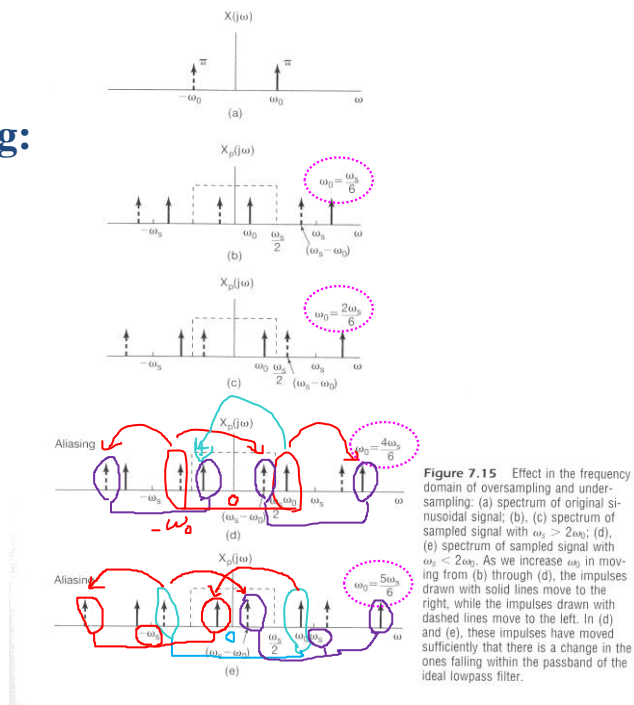 X(jω)
π π
−ω₀ ω₀ ω
(a)
g:
Xₚ(jω)
ω₀ = ωₛ/6
−ωₛ ω₀ ωₛ/2 ωₛ ω
(ωₛ−ω₀)
(b)
Xₚ(jω)
ω₀ = 2ωₛ/6
−ωₛ ω₀ ωₛ/2 ωₛ ω
(ωₛ−ω₀)
(c)
Xₚ(jω)
Aliasing
ω₀ = 4ωₛ/6
−ωₛ 0 ωₛ/2 ω₀ ωₛ ω
−ω₀ (ωₛ−ω₀)
(d)
Xₚ(jω)
Aliasing
ω₀ = 5ωₛ/6
−ωₛ 0 ωₛ/2 ω₀ ωₛ ω
(ωₛ−ω₀)
(e)
Figure 7.15 Effect in the frequency
domain of oversampling and under-
sampling: (a) spectrum of original si-
nusoidal signal; (b), (c) spectrum of
sampled signal with ωₛ > 2ω₀; (d),
(e) spectrum of sampled signal with
ωₛ < 2ω₀. As we increase ω₀ in mov-
ing from (b) through (d), the impulses
drawn with solid lines move to the
right, while the impulses drawn with
dashed lines move to the left. In (d)
and (e), these impulses have moved
sufficiently that there is a change in the
ones falling within the passband of the
ideal lowpass filter.